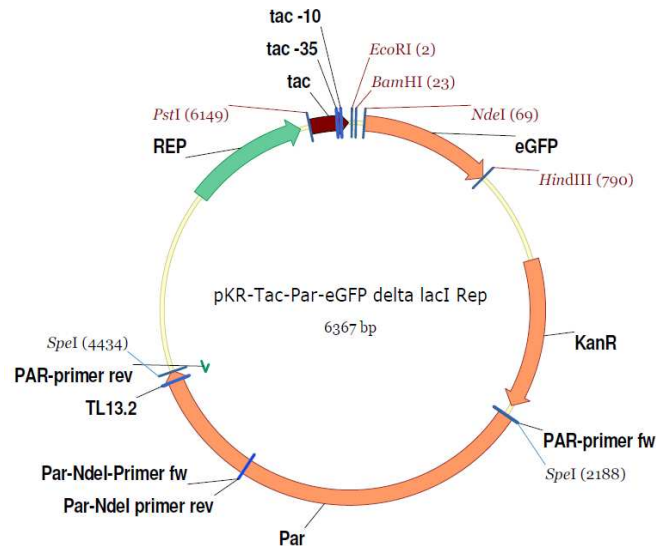 tac -10
tac -35
EcoRI (2)
tac
BamHI (23)
PstI (6149)
NdeI (69)
REP
eGFP
HindIII (790)
pKR-Tac-Par-eGFP delta lacI Rep
6367 bp
KanR
SpeI (4434)
PAR-primer rev
TL13.2
PAR-primer fw
SpeI (2188)
Par-NdeI-Primer fw
Par-NdeI primer rev
Par